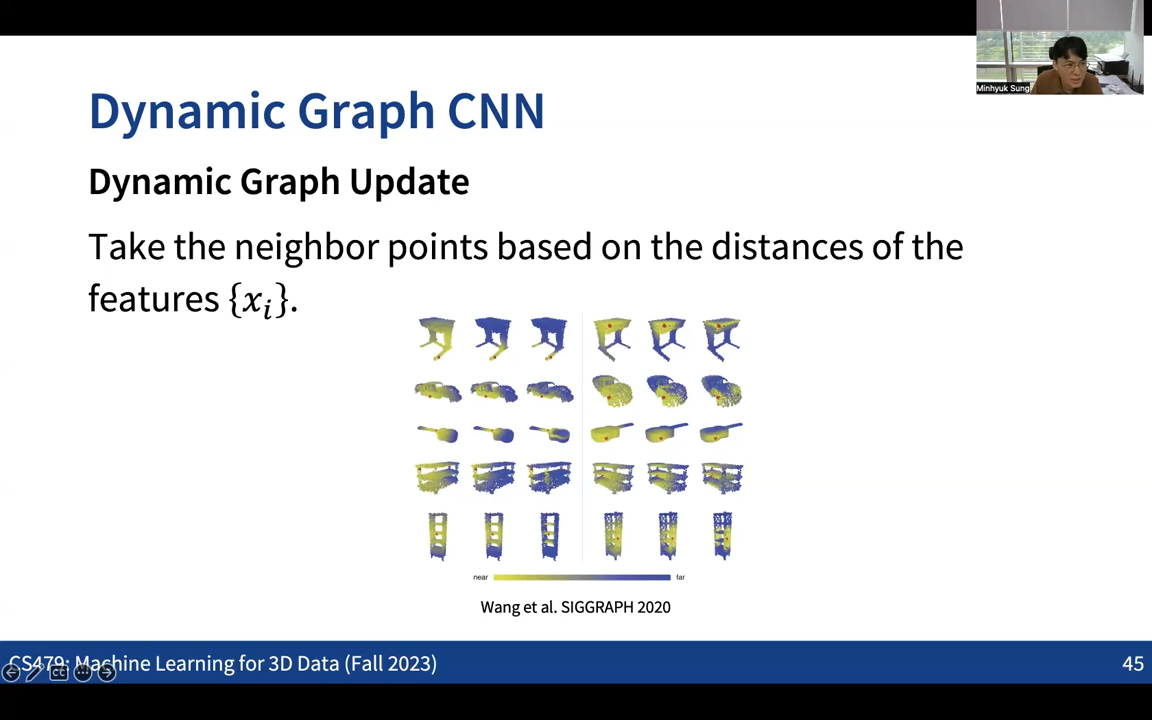 Minhyuk Sung
Dynamic Graph CNN
Dynamic Graph Update
Take the neighbor points based on the distances of the
features {xᵢ}.
near far
Wang et al. SIGGRAPH 2020
CS479: Machine Learning for 3D Data (Fall 2023) 45